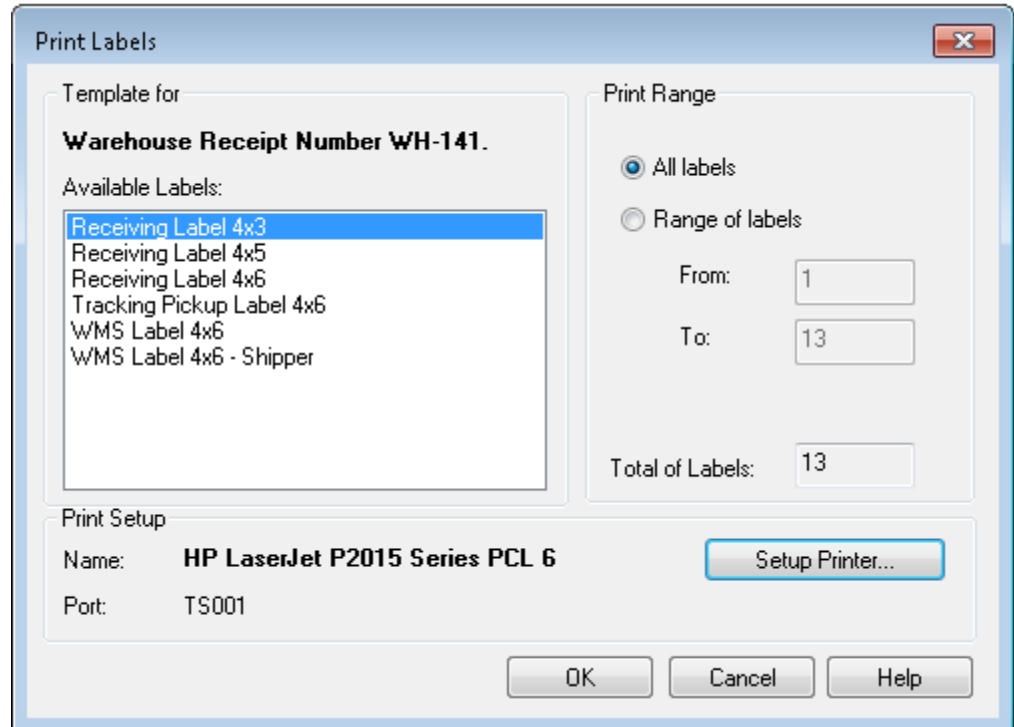 Print Labels
Template for
Warehouse Receipt Number WH-141.
Available Labels:
Receiving Label 4x3
Receiving Label 4x5
Receiving Label 4x6
Tracking Pickup Label 4x6
WMS Label 4x6
WMS Label 4x6 - Shipper
Print Range
All labels
Range of labels
From: 1
To: 13
Total of Labels: 13
Print Setup
Name: HP LaserJet P2015 Series PCL 6
Setup Printer...
Port: TS001
OK Cancel Help